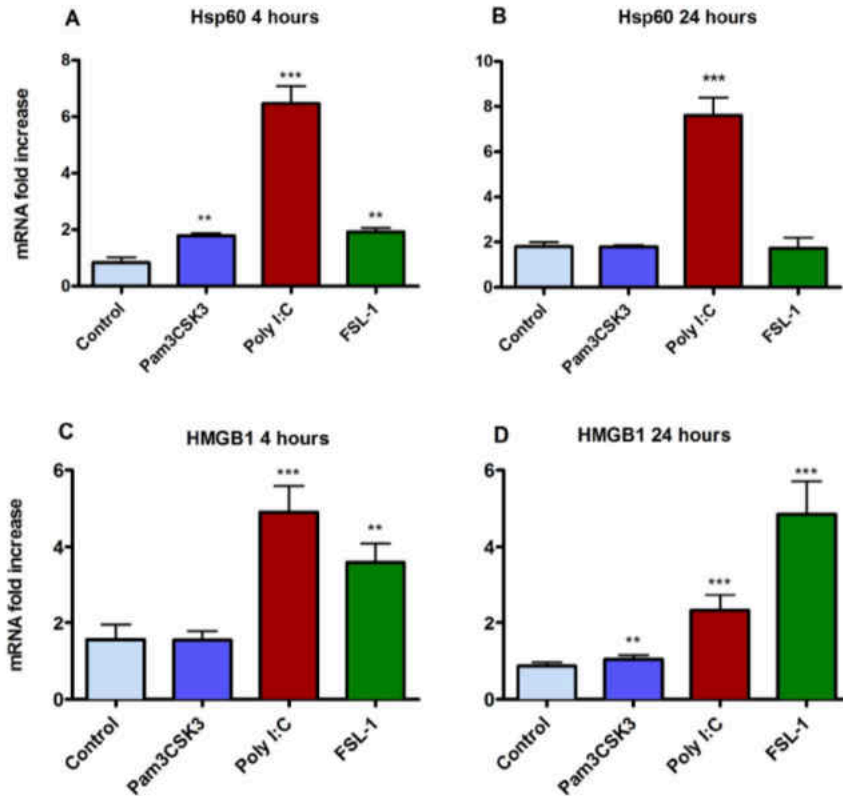 A
Hsp60 4 hours
mRNA fold increase
8
6
4
2
0
**
***
**
Control
Pam3CSK3
Poly I:C
FSL-1
B
Hsp60 24 hours
10
8
6
4
2
0
***
Control
Pam3CSK3
Poly I:C
FSL-1
C
HMGB1 4 hours
mRNA fold increase
6
4
2
0
***
**
Control
Pam3CSK3
Poly I:C
FSL-1
D
HMGB1 24 hours
6
4
2
0
**
***
***
Control
Pam3CSK3
Poly I:C
FSL-1